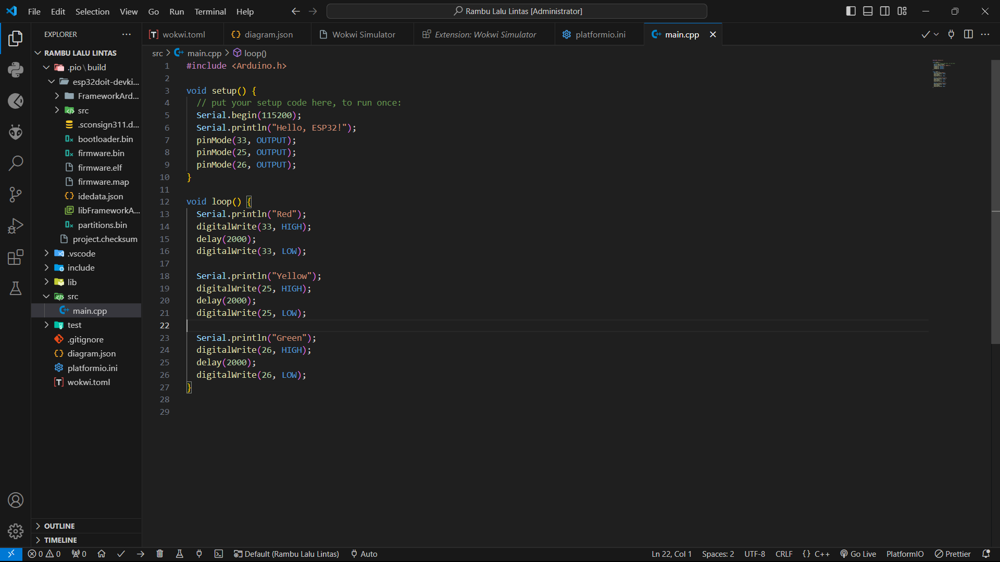 File Edit Selection View Go Run Terminal Help
Rambu Lalu Lintas [Administrator]
EXPLORER
wokwi.toml
diagram.json
Wokwi Simulator
Extension: Wokwi Simulator
platformio.ini
main.cpp
RAMBU LALU LINTAS
.pio\build
esp32doit-devki...
FrameworkArd...
src
.sconsign311.d...
bootloader.bin
firmware.bin
firmware.elf
firmware.map
idedata.json
libFrameworkA...
partitions.bin
project.checksum
.vscode
include
lib
src
main.cpp
test
.gitignore
diagram.json
platformio.ini
wokwi.toml
OUTLINE
TIMELINE
src > main.cpp > loop()
1 #include <Arduino.h>
2
3 void setup() {
4 // put your setup code here, to run once:
5 Serial.begin(115200);
6 Serial.println("Hello, ESP32!");
7 pinMode(33, OUTPUT);
8 pinMode(25, OUTPUT);
9 pinMode(26, OUTPUT);
10 }
11
12 void loop() {
13 Serial.println("Red");
14 digitalWrite(33, HIGH);
15 delay(2000);
16 digitalWrite(33, LOW);
17
18 Serial.println("Yellow");
19 digitalWrite(25, HIGH);
20 delay(2000);
21 digitalWrite(25, LOW);
22
23 Serial.println("Green");
24 digitalWrite(26, HIGH);
25 delay(2000);
26 digitalWrite(26, LOW);
27 }
28
29
0 0 0 Default (Rambu Lalu Lintas) Auto Ln 22, Col 1 Spaces: 2 UTF-8 CRLF {} C++ Go Live PlatformIO Prettier